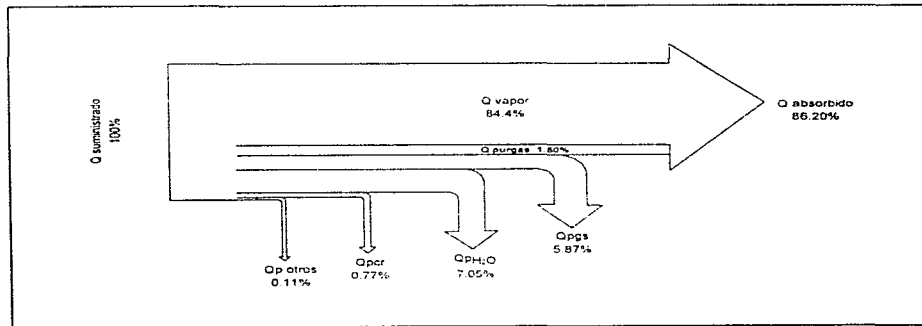 Q suministrado
100%
Q vapor
84.4%
Q absorbido
86.20%
Q purgas 1.80%
Qpgs
5.87%
QpH₂O
7.05%
Qpcr
0.77%
Qp otros
0.11%